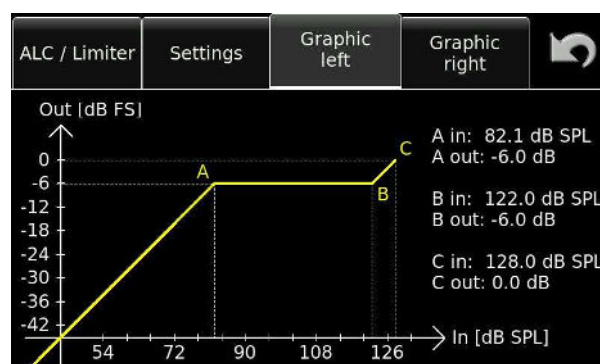 ALC / Limiter
Settings
Graphic
left
Graphic
right
Out [dB FS]
0
-6
-12
-18
-24
-30
-36
-42
A
B
C
54 72 90 108 126
In [dB SPL]
A in: 82.1 dB SPL
A out: -6.0 dB
B in: 122.0 dB SPL
B out: -6.0 dB
C in: 128.0 dB SPL
C out: 0.0 dB